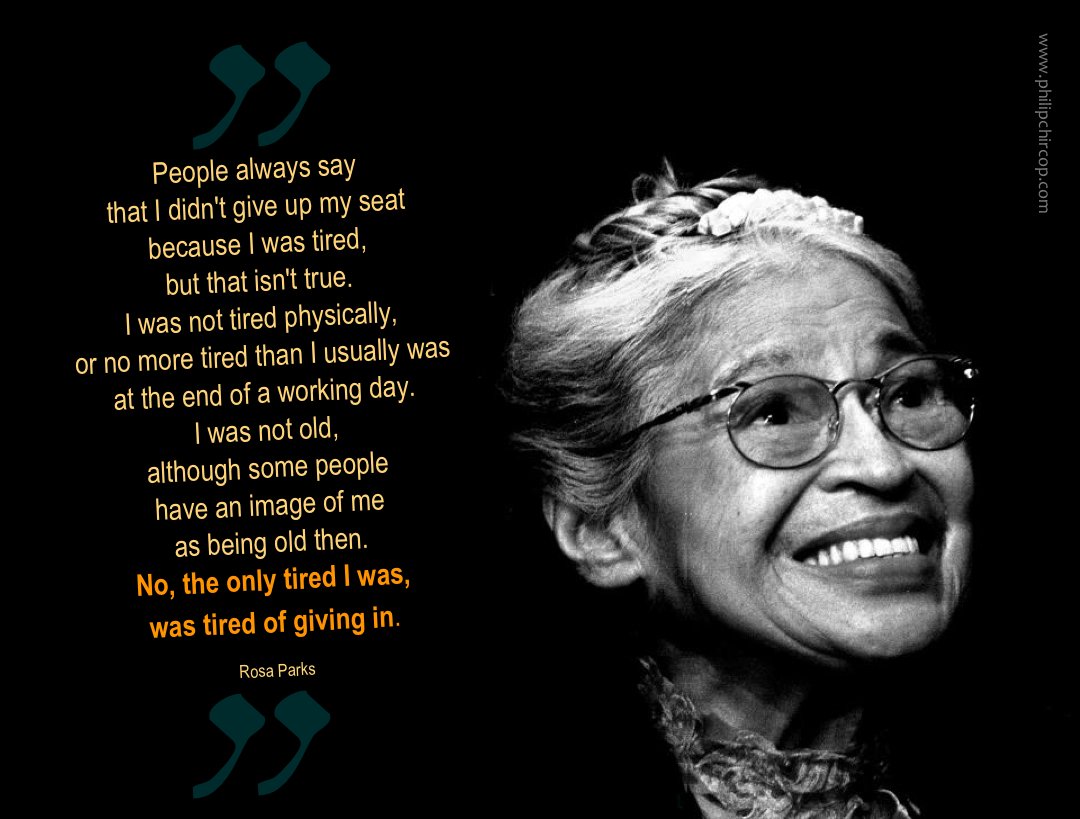 People always say
that I didn't give up my seat
because I was tired,
but that isn't true.
I was not tired physically,
or no more tired than I usually was
at the end of a working day.
I was not old,
although some people
have an image of me
as being old then.
No, the only tired I was,
was tired of giving in.
Rosa Parks
www.philipchircop.com